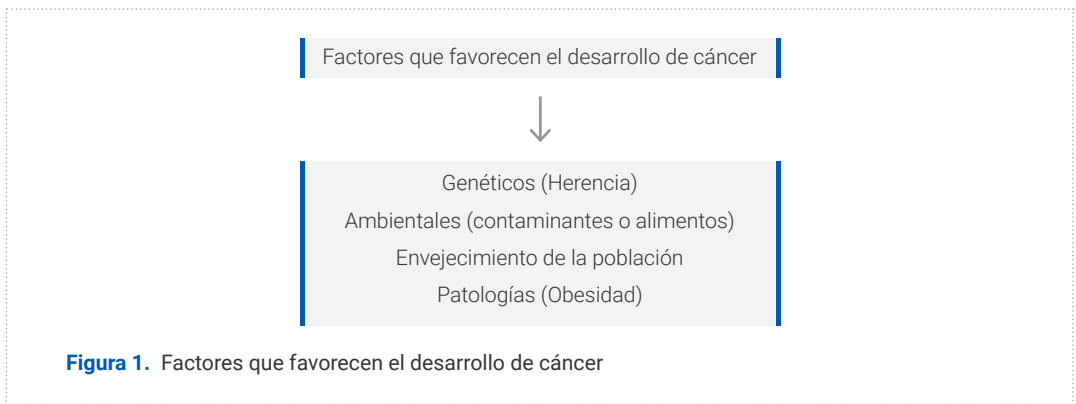 Factores que favorecen el desarrollo de cáncer
Genéticos (Herencia)
Ambientales (contaminantes o alimentos)
Envejecimiento de la población
Patologías (Obesidad)
Figura 1. Factores que favorecen el desarrollo de cáncer